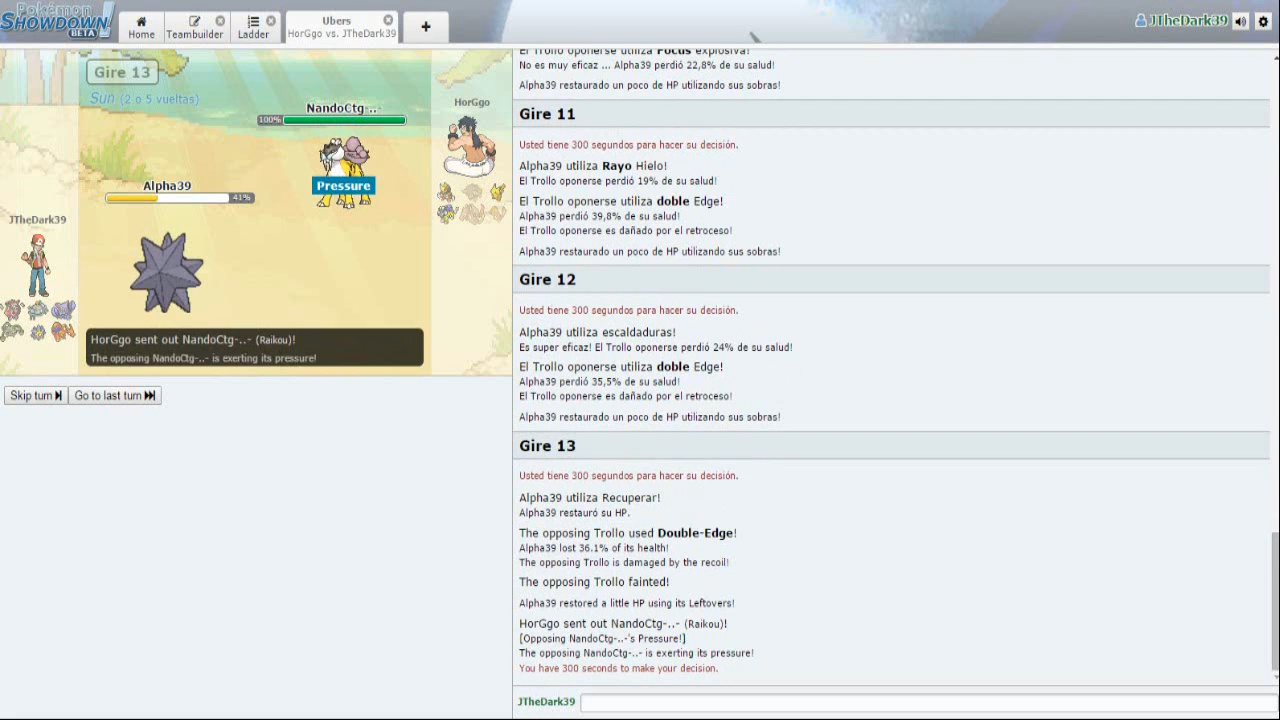 Pokémon
SHOWDOWN!
BETA
Home
Teambuilder
Ladder
Ubers
HorGgo vs. JTheDark39
+
JTheDark39
Gire 13
Sun (2 o 5 vueltas)
NandoCtg-..-
100%
HorGgo
Pressure
Alpha39
41%
JTheDark39
HorGgo sent out NandoCtg-..- (Raikou)!
The opposing NandoCtg-..- is exerting its pressure!
Skip turn
Go to last turn
El Trollo oponerse utiliza Focus explosiva!
No es muy eficaz ... Alpha39 perdió 22,8% de su salud!
Alpha39 restaurado un poco de HP utilizando sus sobras!
Gire 11
Usted tiene 300 segundos para hacer su decisión.
Alpha39 utiliza Rayo Hielo!
El Trollo oponerse perdió 19% de su salud!
El Trollo oponerse utiliza doble Edge!
Alpha39 perdió 39,8% de su salud!
El Trollo oponerse es dañado por el retroceso!
Alpha39 restaurado un poco de HP utilizando sus sobras!
Gire 12
Usted tiene 300 segundos para hacer su decisión.
Alpha39 utiliza escaldaduras!
Es super eficaz! El Trollo oponerse perdió 24% de su salud!
El Trollo oponerse utiliza doble Edge!
Alpha39 perdió 35,5% de su salud!
El Trollo oponerse es dañado por el retroceso!
Alpha39 restaurado un poco de HP utilizando sus sobras!
Gire 13
Usted tiene 300 segundos para hacer su decisión.
Alpha39 utiliza Recuperar!
Alpha39 restauró su HP.
The opposing Trollo used Double-Edge!
Alpha39 lost 36.1% of its health!
The opposing Trollo is damaged by the recoil!
The opposing Trollo fainted!
Alpha39 restored a little HP using its Leftovers!
HorGgo sent out NandoCtg-..- (Raikou)!
[Opposing NandoCtg-..-'s Pressure!]
The opposing NandoCtg-..- is exerting its pressure!
You have 300 seconds to make your decision.
JTheDark39